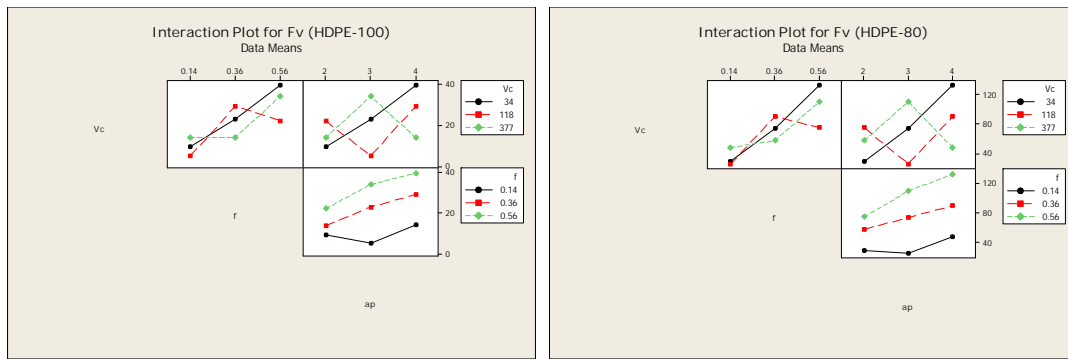 Interaction Plot for Fv (HDPE-100)
Data Means
0.14 0.36 0.56 2 3 4
Vc
40
20
0
Vc
34
118
377
f
40
20
0
f
0.14
0.36
0.56
ap
Interaction Plot for Fv (HDPE-80)
Data Means
0.14 0.36 0.56 2 3 4
Vc
120
80
40
Vc
34
118
377
f
120
80
40
f
0.14
0.36
0.56
ap